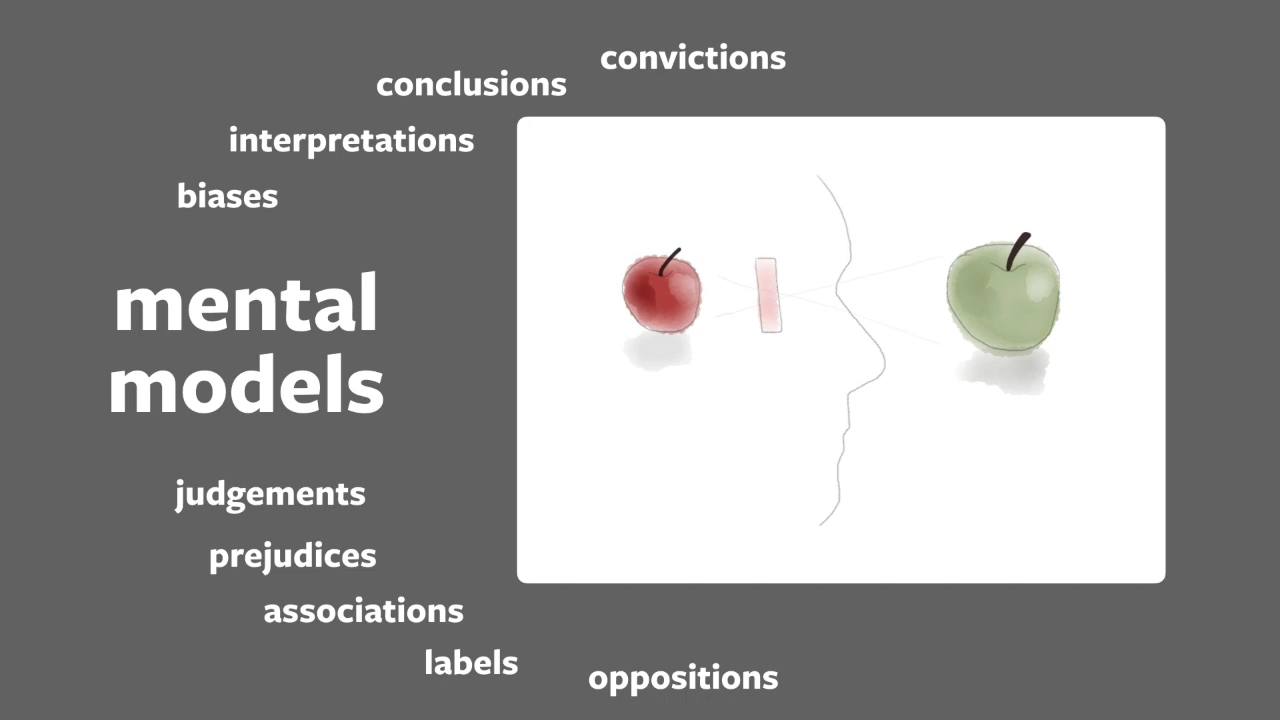 convictions
conclusions
interpretations
biases
mental
models
judgements
prejudices
associations
labels
oppositions